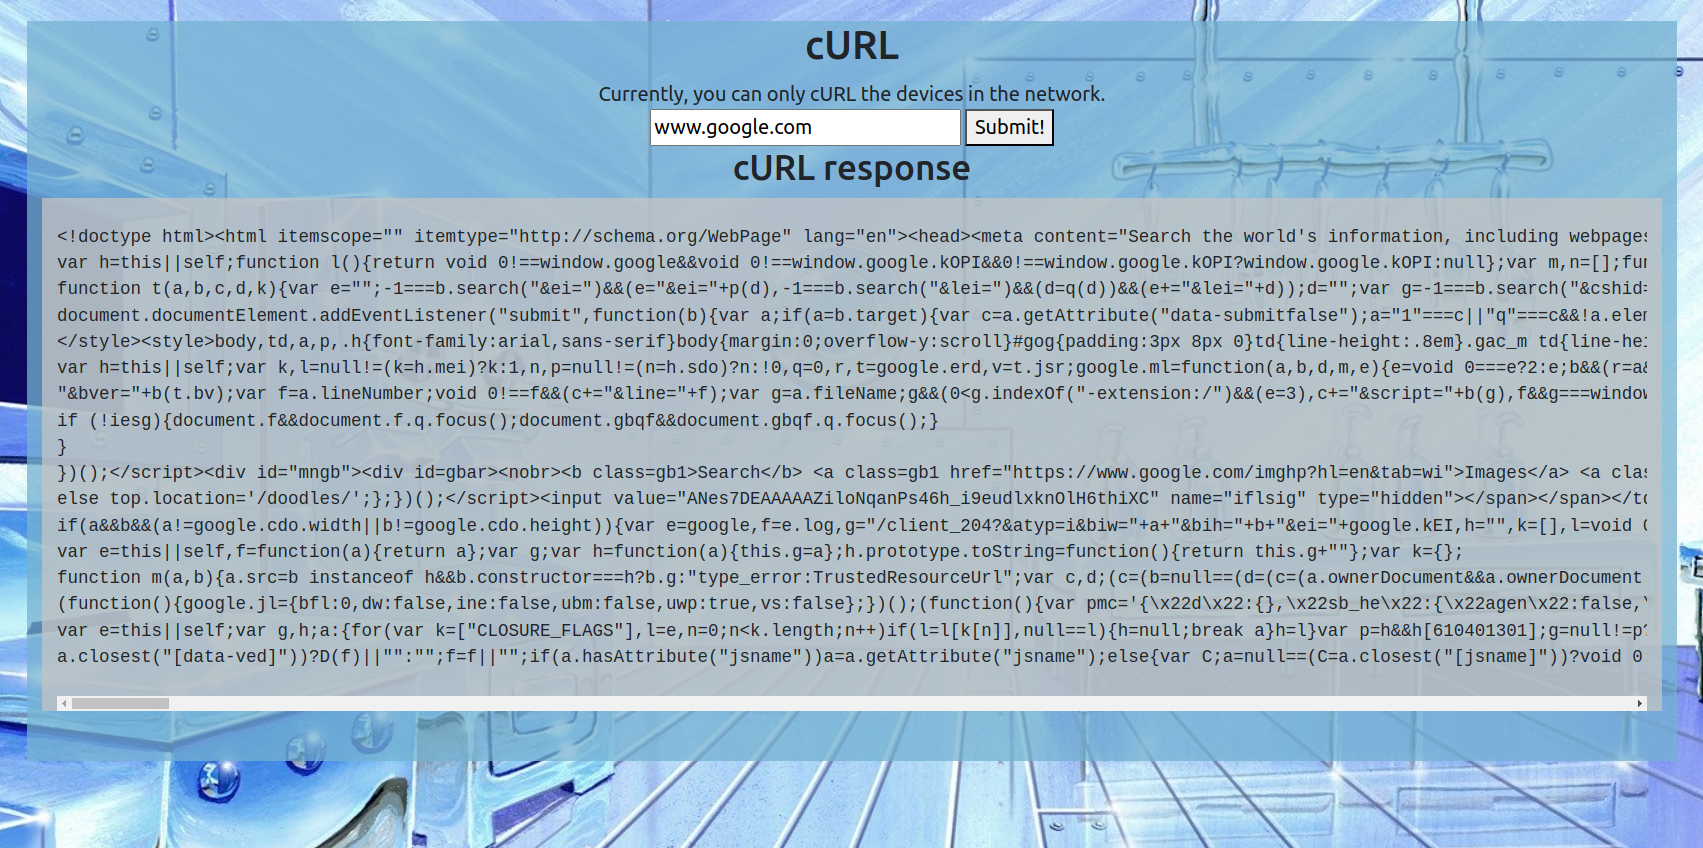 cURL
Currently, you can only cURL the devices in the network.
www.google.com Submit!
cURL response
<!doctype html><html itemscope="" itemtype="http://schema.org/WebPage" lang="en"><head><meta content="Search the world's information, including webpages
var h=this||self;function l(){return void 0!==window.google&&void 0!==window.google.kOPI&&0!==window.google.kOPI?window.google.kOPI:null};var m,n=[];fun
function t(a,b,c,d,k){var e="";-1===b.search("&ei=")&&(e="&ei="+p(d),-1===b.search("&lei=")&&(d=q(d))&&(e+="&lei="+d));d="";var g=-1===b.search("&cshid=
document.documentElement.addEventListener("submit",function(b){var a;if(a=b.target){var c=a.getAttribute("data-submitfalse");a="1"===c||"q"===c&&!a.elem
</style><style>body,td,a,p,.h{font-family:arial,sans-serif}body{margin:0;overflow-y:scroll}#gog{padding:3px 8px 0}td{line-height:.8em}.gac_m td{line-hei
var h=this||self;var k,l=null!=(k=h.mei)?k:1,n,p=null!=(n=h.sdo)?n:!0,q=0,r,t=google.erd,v=t.jsr;google.ml=function(a,b,d,m,e){e=void 0===e?2:e;b&&(r=a&
"&bver="+b(t.bv);var f=a.lineNumber;void 0!==f&&(c+="&line="+f);var g=a.fileName;g&&(0<g.indexOf("-extension:/")&&(e=3),c+="&script="+b(g),f&&g===window
if (!iesg){document.f&&document.f.q.focus();document.gbqf&&document.gbqf.q.focus();}
}
})();</script><div id="mngb"><div id=gbar><nobr><b class=gb1>Search</b> <a class=gb1 href="https://www.google.com/imghp?hl=en&tab=wi">Images</a> <a clas
else top.location='/doodles/';};})();</script><input value="ANes7DEAAAAAZiloNqanPs46h_i9eudlxknOlH6thiXC" name="iflsig" type="hidden"></span></span></td
if(a&&b&&(a!=google.cdo.width||b!=google.cdo.height)){var e=google,f=e.log,g="/client_204?&atyp=i&biw="+a+"&bih="+b+"&ei="+google.kEI,h="",k=[],l=void 0
var e=this||self,f=function(a){return a};var g;var h=function(a){this.g=a};h.prototype.toString=function(){return this.g+""};var k={};
function m(a,b){a.src=b instanceof h&&b.constructor===h?b.g:"type_error:TrustedResourceUrl";var c,d;(c=(b=null==(d=(c=(a.ownerDocument&&a.ownerDocument
(function(){google.jl={bfl:0,dw:false,ine:false,ubm:false,uwp:true,vs:false};})();(function(){var pmc='{\x22d\x22:{},\x22sb_he\x22:{\x22agen\x22:false,\
var e=this||self;var g,h;a:{for(var k=["CLOSURE_FLAGS"],l=e,n=0;n<k.length;n++)if(l=l[k[n]],null==l){h=null;break a}h=l}var p=h&&h[610401301];g=null!=p?
a.closest("[data-ved]"))?D(f)||"":"";f=f||"";if(a.hasAttribute("jsname"))a=a.getAttribute("jsname");else{var C;a=null==(C=a.closest("[jsname]"))?void 0